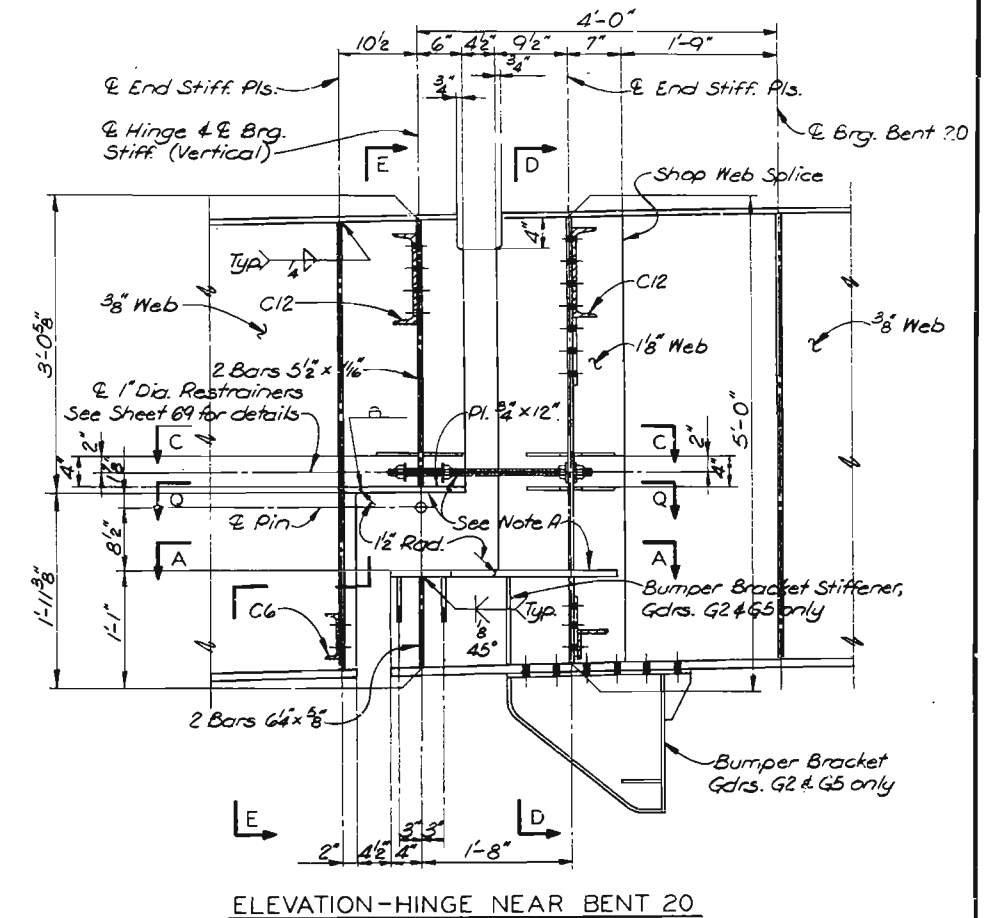 4'-0"
10½ 6" 4½" 9½" 7" 1'-9"
¾" ¾"
℄ End Stiff. Pls. ℄ End Stiff. Pls.
℄ Hinge & ℄ Brg. Stiff. (Vertical)
℄ Brg. Bent 20
E D
Shop Web Splice
4"
Typ. ¼
C12 C12
⅜" Web 1⅛" Web ⅜" Web
3'-0⅝"
2 Bars 5½" x
℄ 1" Dia. Restrainers
See Sheet 69 for details
Pl. ¾" x 12"
5'-0"
C C
2" 4" 2" 4"
Q Q
℄ Pin
See Note A
8½"
1½" Rad.
A A
Bumper Bracket Stiffener,
Gdrs. G2 & G5 only
1'-11⅜"
1'-1"
C6
Typ.
⅛
45°
2 Bars 6¼" x ⅝"
Bumper Bracket
Gdrs. G2 & G5 only
E D
3" 3"
2" 4½" 4" 1'-8"
ELEVATION-HINGE NEAR BENT 20